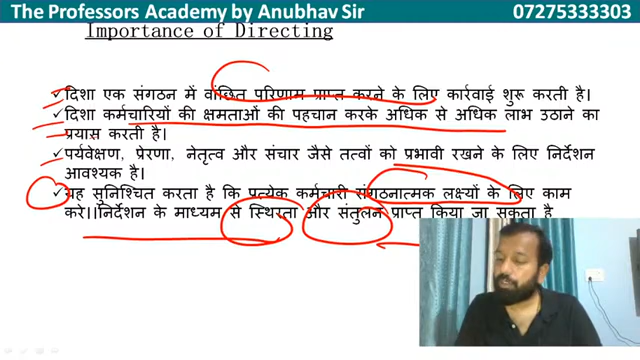 The Professors Academy by Anubhav Sir 07275333303
Importance of Directing
✓ दिशा एक संगठन में वांछित परिणाम प्राप्त करने के लिए कार्रवाई शुरू करती है।
✓ दिशा कर्मचारियों की क्षमताओं की पहचान करके अधिक से अधिक लाभ उठाने का
प्रयास करती है।
✓ पर्यवेक्षण, प्रेरणा, नेतृत्व और संचार जैसे तत्वों को प्रभावी रखने के लिए निर्देशन
आवश्यक है।
✓ यह सुनिश्चित करता है कि प्रत्येक कर्मचारी संगठनात्मक लक्ष्यों के लिए काम
करे।।निर्देशन के माध्यम से स्थिरता और संतुलन प्राप्त किया जा सकता है